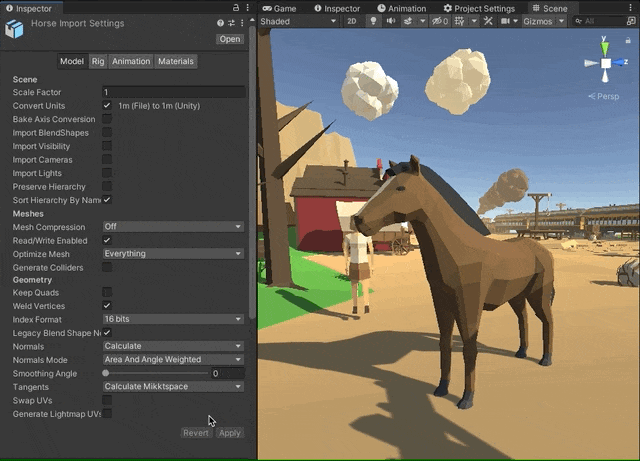 Inspector
Horse Import Settings
Open
Model Rig Animation Materials
Scene
Scale Factor 1
Convert Units 1m (File) to 1m (Unity)
Bake Axis Conversion
Import BlendShapes
Import Visibility
Import Cameras
Import Lights
Preserve Hierarchy
Sort Hierarchy By Name
Meshes
Mesh Compression Off
Read/Write Enabled
Optimize Mesh Everything
Generate Colliders
Geometry
Keep Quads
Weld Vertices
Index Format 16 bits
Legacy Blend Shape No
Normals Calculate
Normals Mode Area And Angle Weighted
Smoothing Angle 0
Tangents Calculate Mikktspace
Swap UVs
Generate Lightmap UVs
Revert Apply
Game Inspector Animation Project Settings Scene
Shaded 2D 0 Gizmos All
y
z
Persp